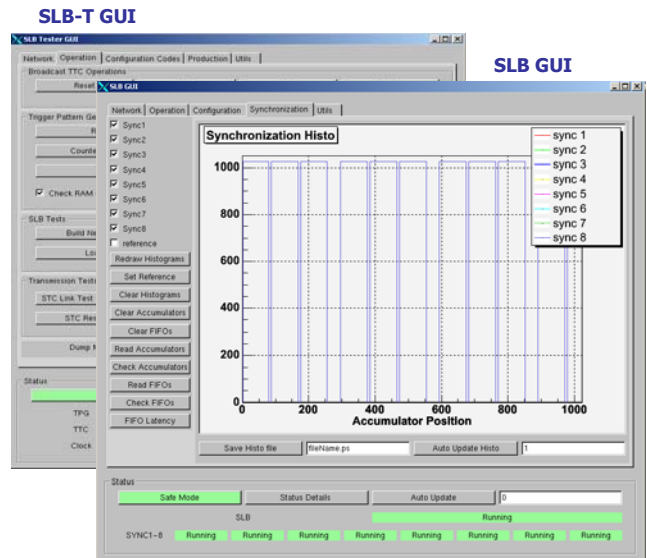 SLB-T GUI
SLB GUI
SLB Tester GUI
Network Operation Configuration Codes Production Utils
Broadcast TTC Operations
Reset
Trigger Pattern Ge
R
Counte
Check RAM
SLB Tests
Build Ne
Lo
Transmission Tests
STC Link Test
STC Res
Dump
Status
TPG
TTC
Clock
SLB GUI
Network Operation Configuration Synchronization Utils
Sync1
Sync2
Sync3
Sync4
Sync5
Sync6
Sync7
Sync8
reference
Redraw Histograms
Set Reference
Clear Histograms
Clear Accumulators
Clear FIFOs
Read Accumulators
Check Accumulators
Read FIFOs
Check FIFOs
FIFO Latency
Synchronization Histo
sync 1
sync 2
sync 3
sync 4
sync 5
sync 6
sync 7
sync 8
1000
800
600
400
200
0
0 200 400 600 800 1000
Accumulator Position
Save Histo file fileName.ps Auto Update Histo 1
Status
Safe Mode Status Details Auto Update 0
SLB Running
SYNC1-8 Running Running Running Running Running Running Running Running